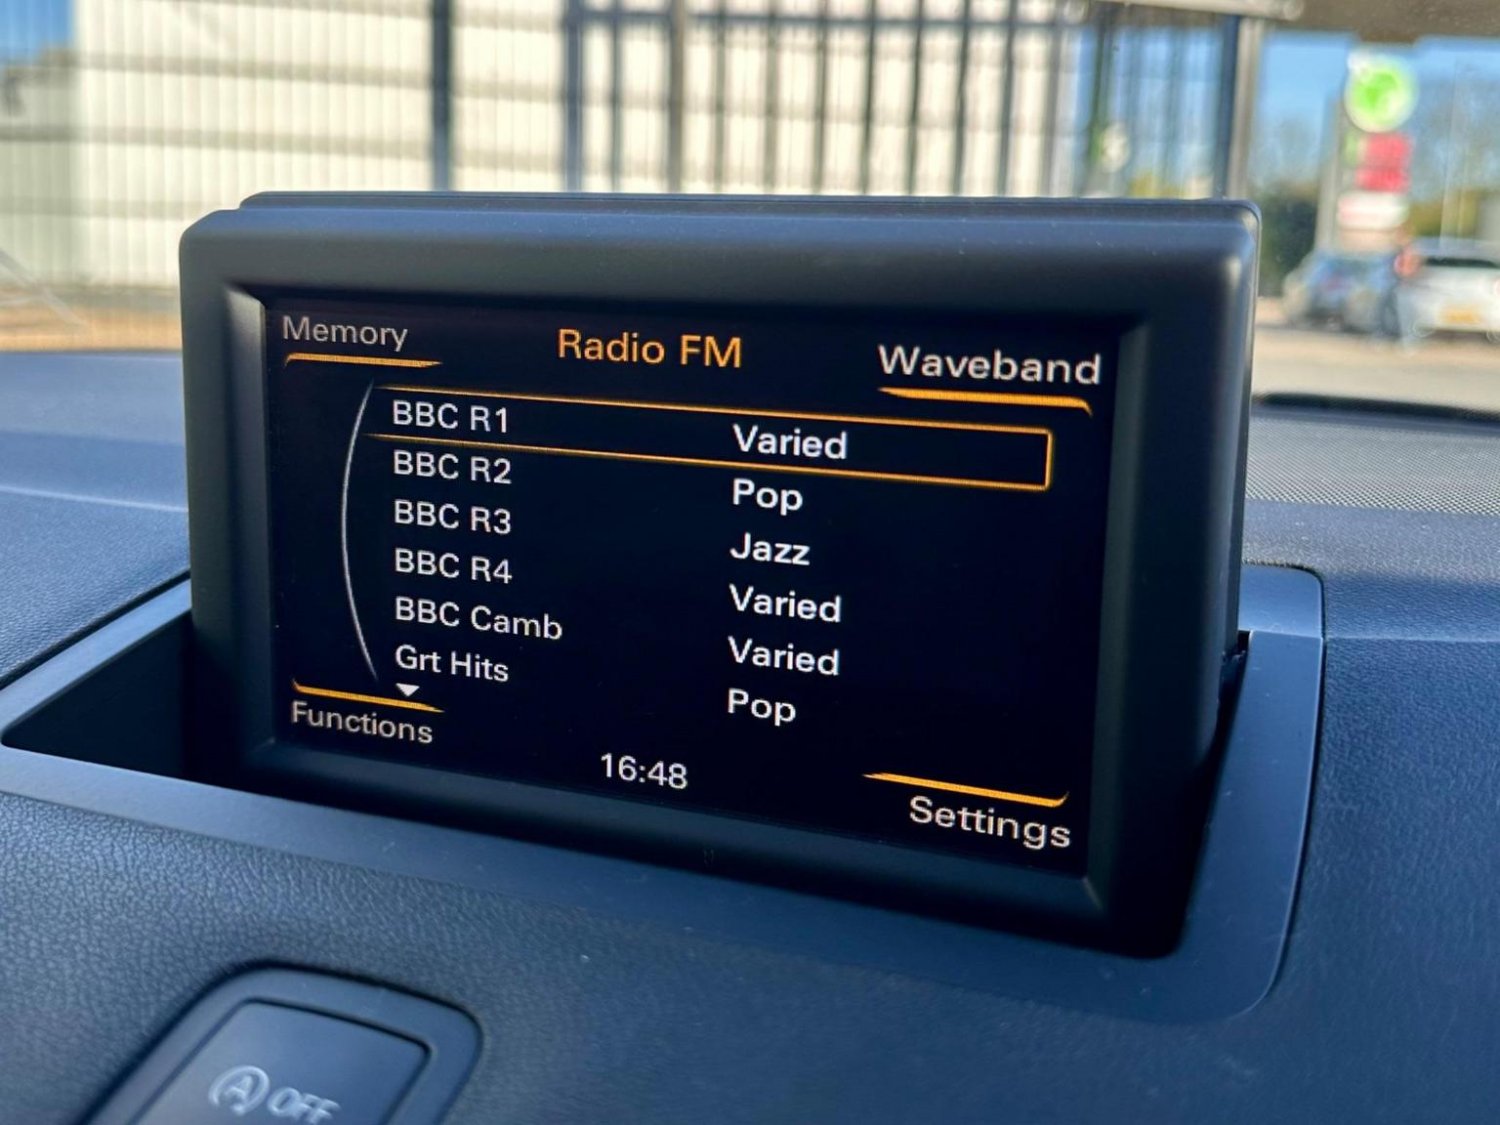 Memory Radio FM Waveband
BBC R1 Varied
BBC R2 Pop
BBC R3 Jazz
BBC R4 Varied
BBC Camb Varied
Grt Hits Pop
Functions 16:48 Settings
A OFF